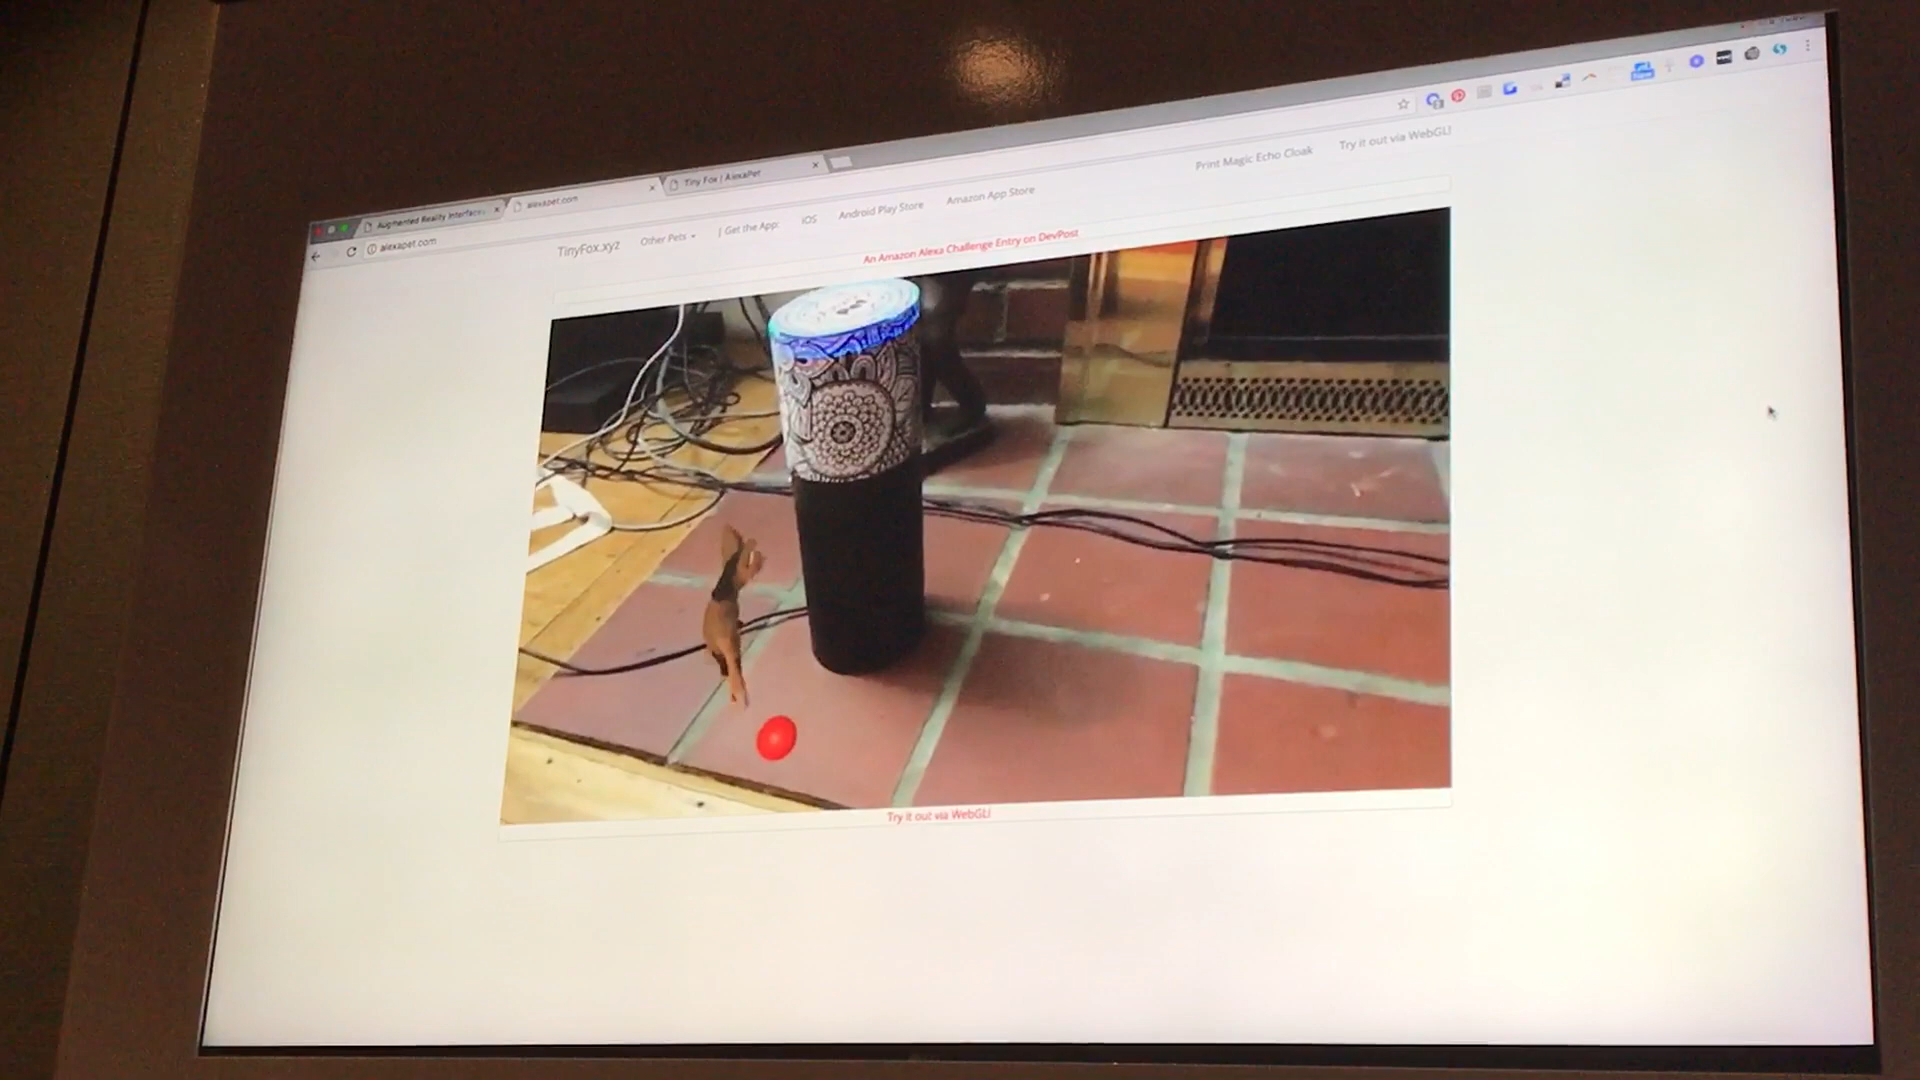 Augmented Reality Interfaces
alexapet.com
Tiny Fox | AlexaPet
alexapet.com
TinyFox.xyz
Other Pets
| Get the App:
iOS
Android Play Store
Amazon App Store
Print Magic Echo Cloak
Try it out via WebGL!
An Amazon Alexa Challenge Entry on DevPost
Try it out via WebGL!